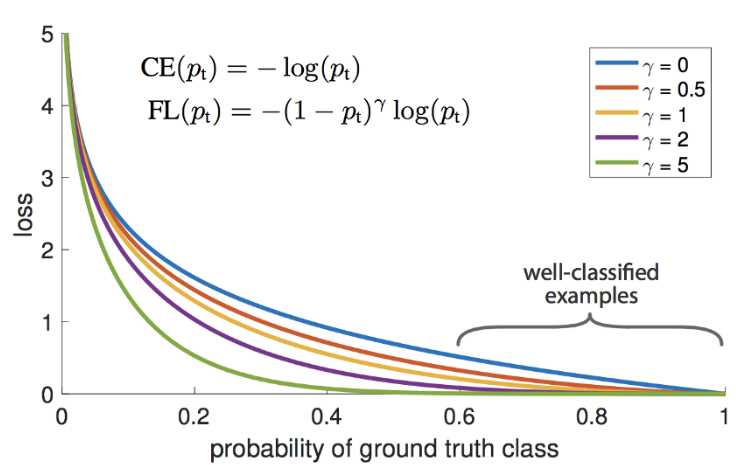 5
4
3
2
1
0
loss
CE(pₜ) = − log(pₜ)
FL(pₜ) = −(1 − pₜ)^γ log(pₜ)
γ = 0
γ = 0.5
γ = 1
γ = 2
γ = 5
well-classified
examples
0 0.2 0.4 0.6 0.8 1
probability of ground truth class